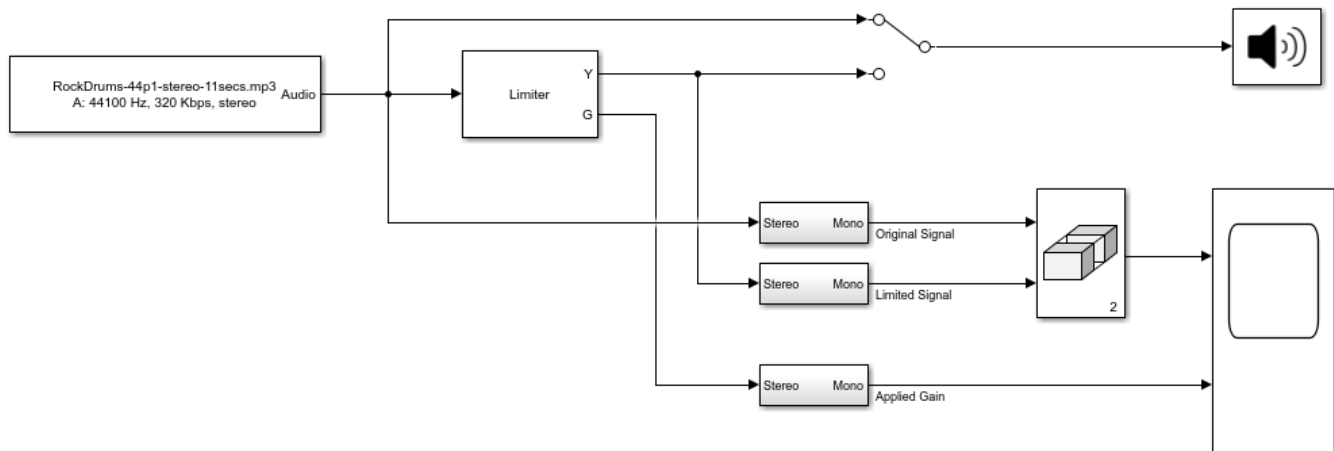 RockDrums-44p1-stereo-11secs.mp3
A: 44100 Hz, 320 Kbps, stereo
Audio
Limiter
Y
G
Stereo Mono
Original Signal
Stereo Mono
Limited Signal
2
Stereo Mono
Applied Gain